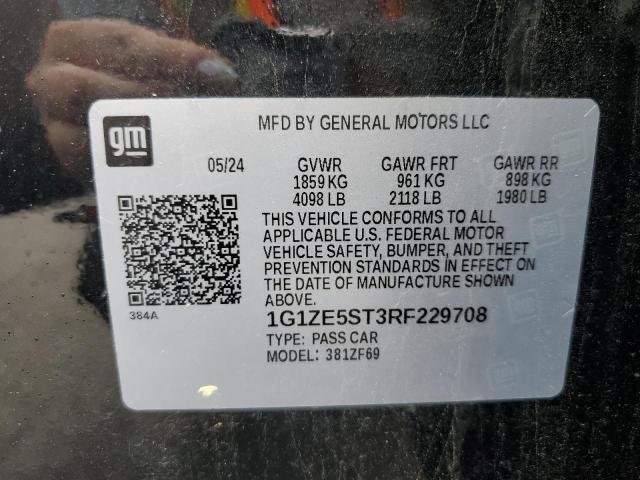 gm
MFD BY GENERAL MOTORS LLC
05/24 GVWR GAWR FRT GAWR RR
1859 KG 961 KG 898 KG
4098 LB 2118 LB 1980 LB
THIS VEHICLE CONFORMS TO ALL
APPLICABLE U.S. FEDERAL MOTOR
VEHICLE SAFETY, BUMPER, AND THEFT
PREVENTION STANDARDS IN EFFECT ON
THE DATE OF MANUFACTURE SHOWN
ABOVE.
384A
1G1ZE5ST3RF229708
TYPE: PASS CAR
MODEL: 381ZF69